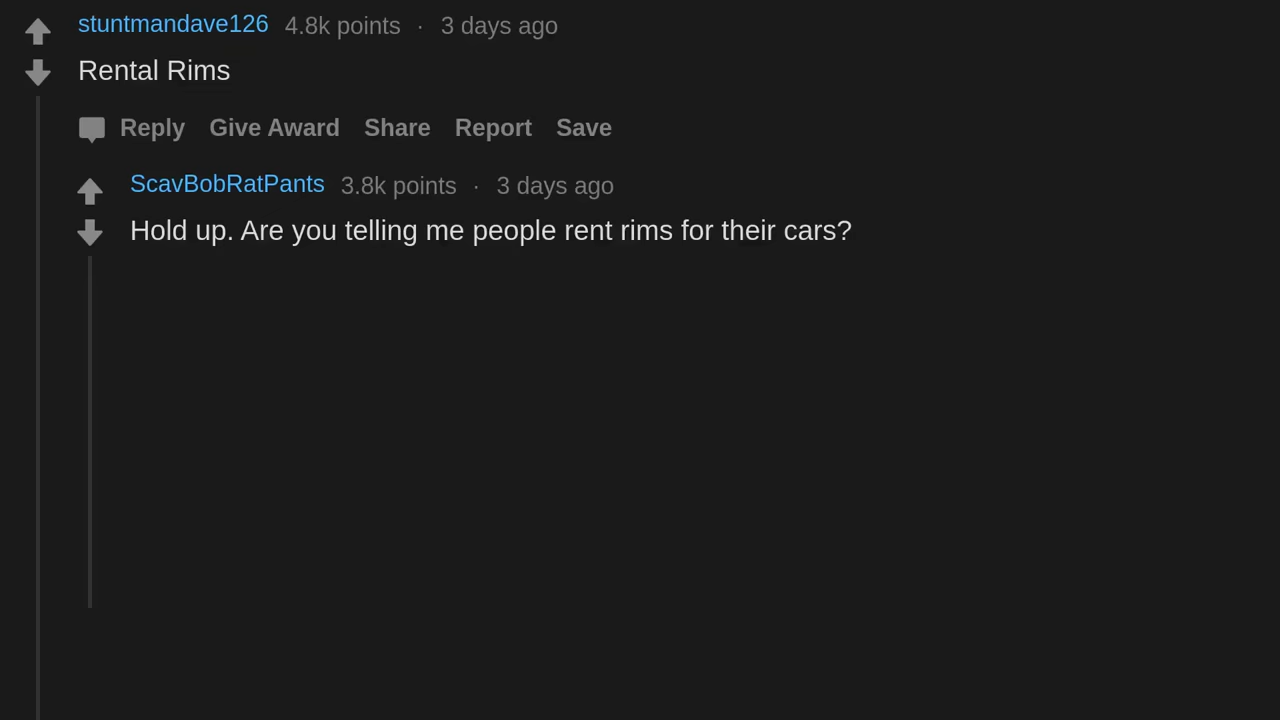 stuntmandave126 4.8k points · 3 days ago
Rental Rims
Reply Give Award Share Report Save
ScavBobRatPants 3.8k points · 3 days ago
Hold up. Are you telling me people rent rims for their cars?